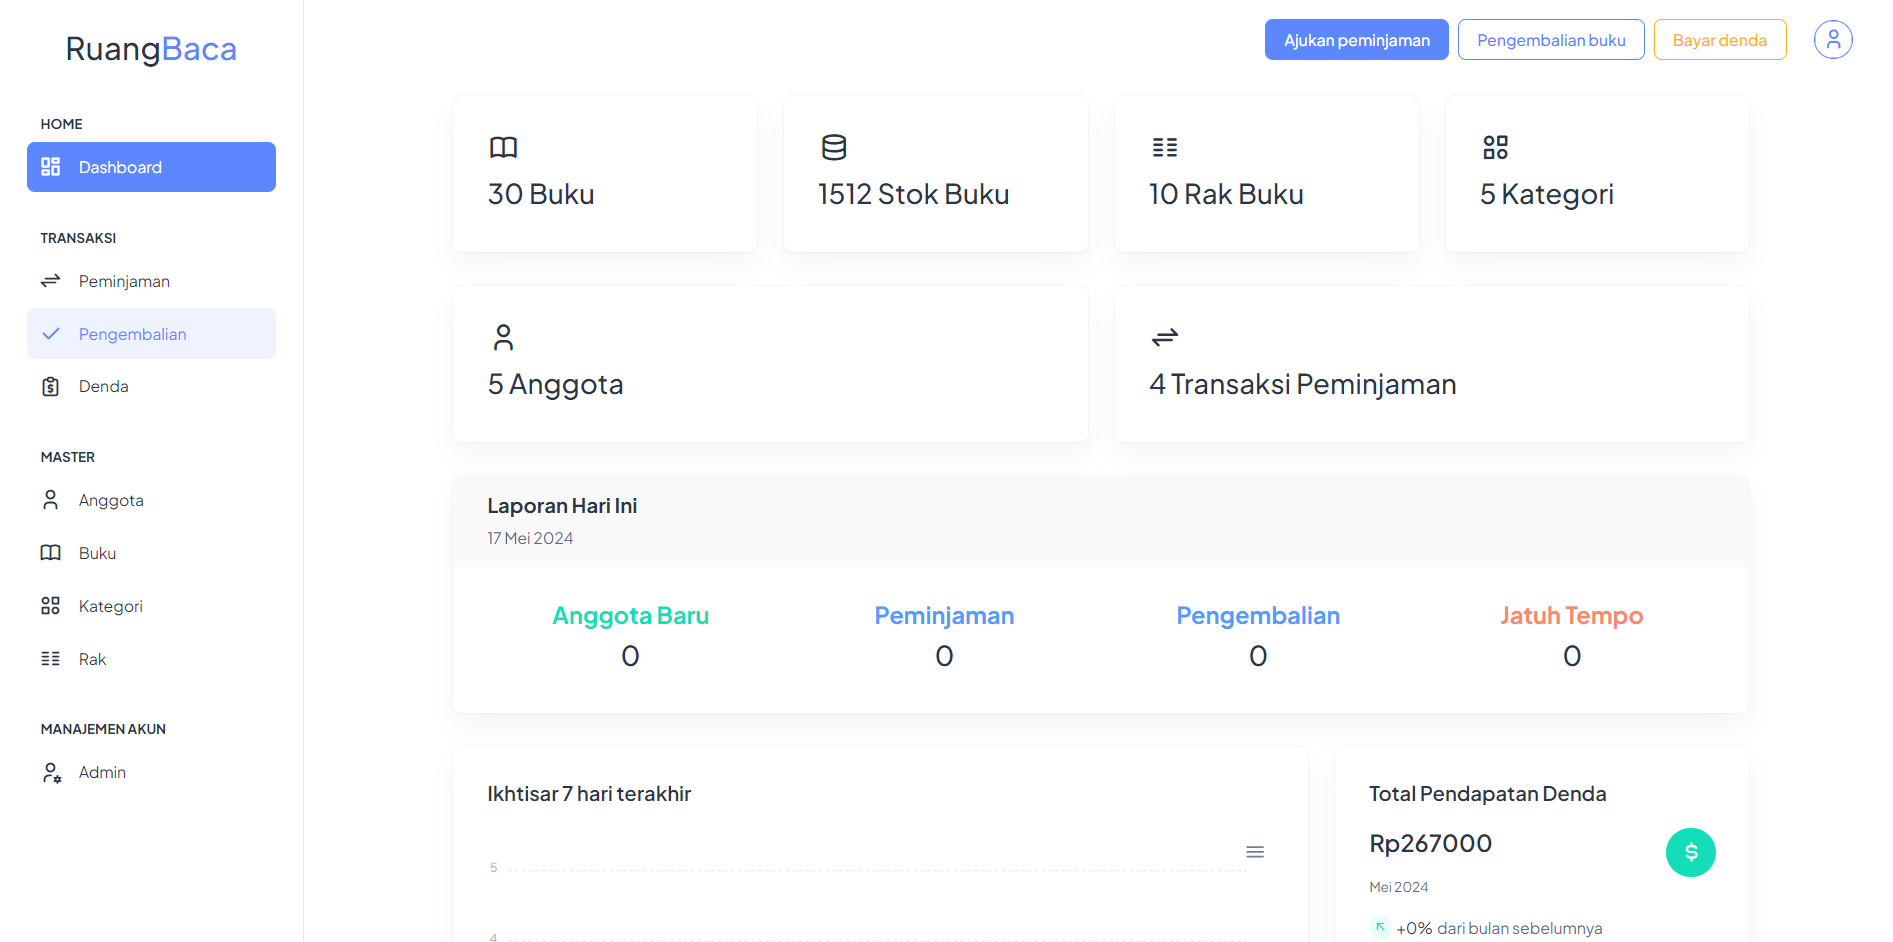 RuangBaca
HOME
Dashboard
TRANSAKSI
Peminjaman
Pengembalian
Denda
MASTER
Anggota
Buku
Kategori
Rak
MANAJEMEN AKUN
Admin
Ajukan peminjaman
Pengembalian buku
Bayar denda
30 Buku
1512 Stok Buku
10 Rak Buku
5 Kategori
5 Anggota
4 Transaksi Peminjaman
Laporan Hari Ini
17 Mei 2024
Anggota Baru
0
Peminjaman
0
Pengembalian
0
Jatuh Tempo
0
Ikhtisar 7 hari terakhir
5
4
Total Pendapatan Denda
Rp267000
$
Mei 2024
+0% dari bulan sebelumnya